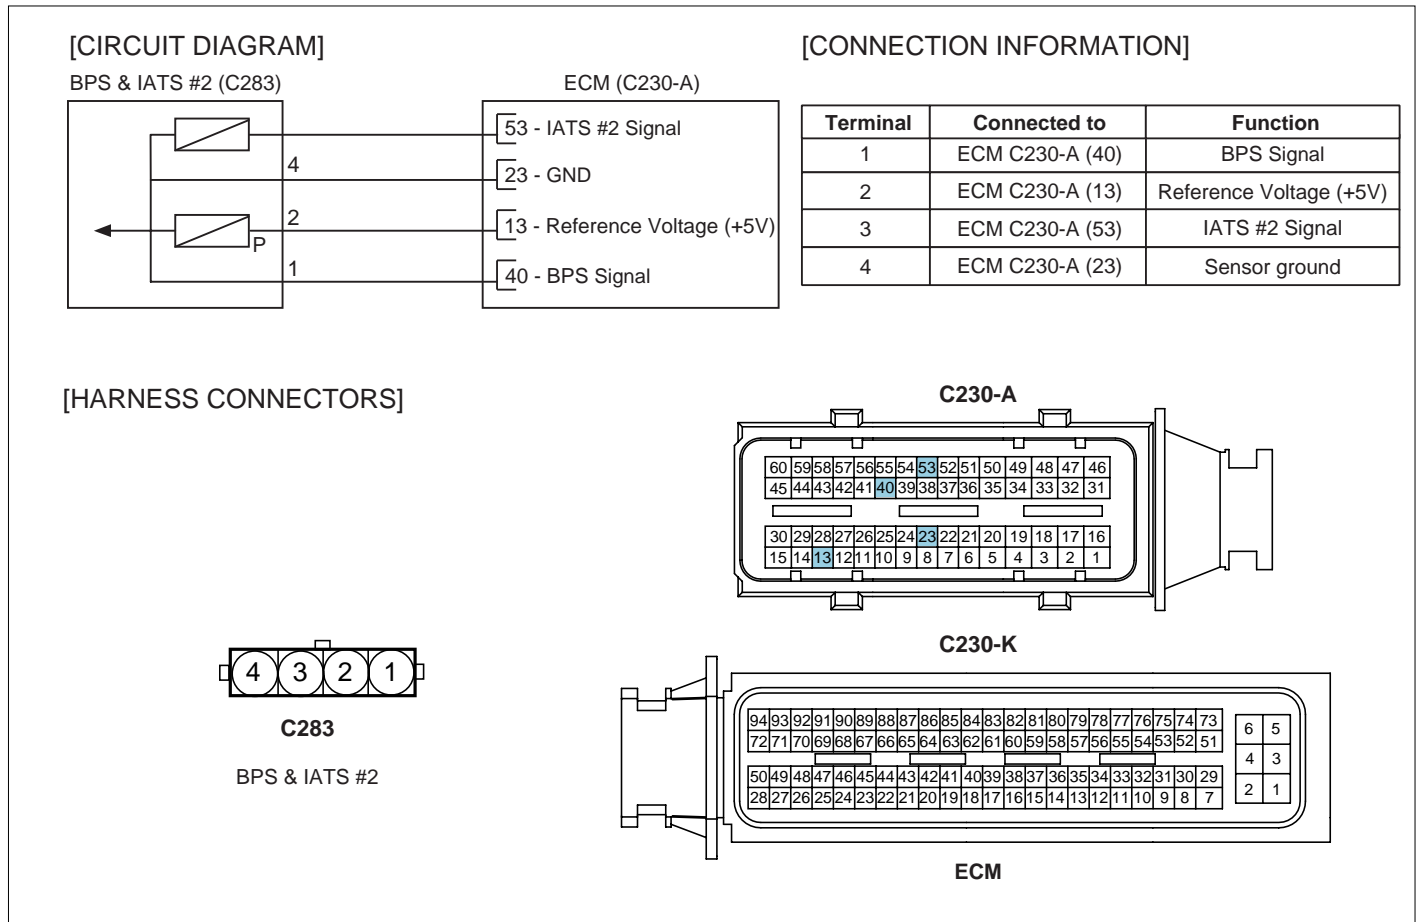 [CIRCUIT DIAGRAM]
BPS & IATS #2 (C283)
ECM (C230-A)
53 - IATS #2 Signal
4
23 - GND
2
13 - Reference Voltage (+5V)
P
1
40 - BPS Signal
[CONNECTION INFORMATION]
Terminal Connected to Function
1 ECM C230-A (40) BPS Signal
2 ECM C230-A (13) Reference Voltage (+5V)
3 ECM C230-A (53) IATS #2 Signal
4 ECM C230-A (23) Sensor ground
[HARNESS CONNECTORS]
C230-A
60 59 58 57 56 55 54 53 52 51 50 49 48 47 46
45 44 43 42 41 40 39 38 37 36 35 34 33 32 31
30 29 28 27 26 25 24 23 22 21 20 19 18 17 16
15 14 13 12 11 10 9 8 7 6 5 4 3 2 1
4 3 2 1
C283
BPS & IATS #2
C230-K
94 93 92 91 90 89 88 87 86 85 84 83 82 81 80 79 78 77 76 75 74 73
72 71 70 69 68 67 66 65 64 63 62 61 60 59 58 57 56 55 54 53 52 51
50 49 48 47 46 45 44 43 42 41 40 39 38 37 36 35 34 33 32 31 30 29
28 27 26 25 24 23 22 21 20 19 18 17 16 15 14 13 12 11 10 9 8 7
6 5
4 3
2 1
ECM